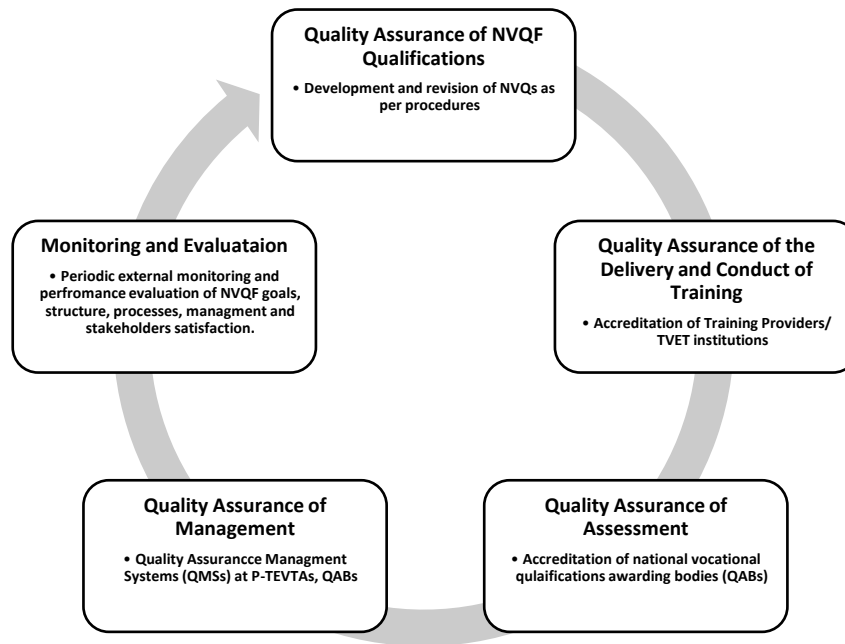 Quality Assurance of NVQF
Qualifications
• Development and revision of NVQs as
per procedures
Quality Assurance of the
Delivery and Conduct of
Training
• Accreditation of Training Providers/
TVET institutions
Quality Assurance of
Assessment
• Accreditation of national vocational
qulaifications awarding bodies (QABs)
Quality Assurance of
Management
• Quality Assurancce Managment
Systems (QMSs) at P-TEVTAs, QABs
Monitoring and Evaluataion
• Periodic external monitoring and
perfromance evaluation of NVQF goals,
structure, processes, managment and
stakeholders satisfaction.